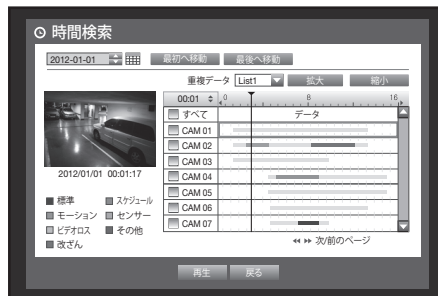 時間検索
2012-01-01 最初へ移動 最後へ移動
重複データ List1 拡大 縮小
00:01 0 8 16
すべて データ
CAM 01
CAM 02
CAM 03
CAM 04
CAM 05
CAM 06
CAM 07
2012/01/01 00:01:17
標準 スケジュール
モーション センサー
ビデオロス その他
改ざん
次/前のページ
再生 戻る